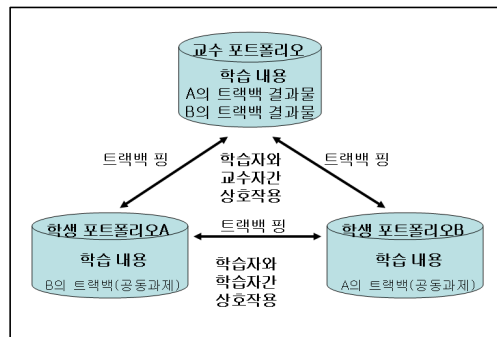 교수 포트폴리오
학습 내용
A의 트랙백 결과물
B의 트랙백 결과물
트랙백 핑
트랙백 핑
학습자와
교수자간
상호작용
트랙백 핑
학생 포트폴리오A
학습 내용
B의 트랙백(공동과제)
학생 포트폴리오B
학습 내용
A의 트랙백(공동과제)
학습자와
학습자간
상호작용